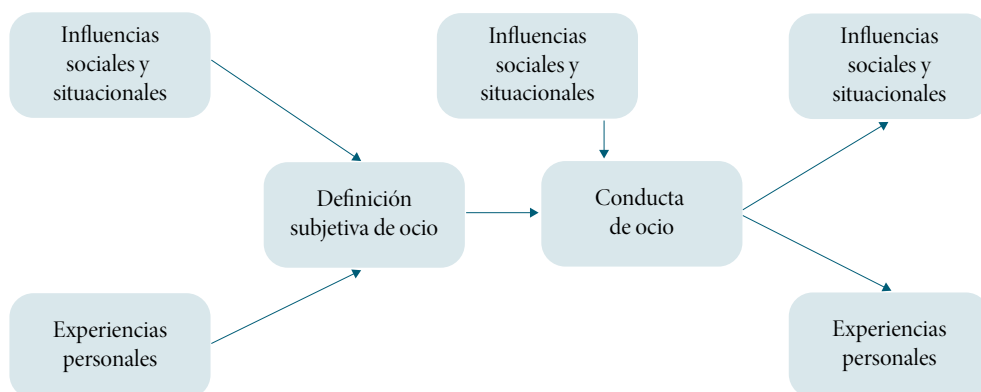 Influencias
sociales y
situacionales
Influencias
sociales y
situacionales
Influencias
sociales y
situacionales
Definición
subjetiva de ocio
Conducta
de ocio
Experiencias
personales
Experiencias
personales